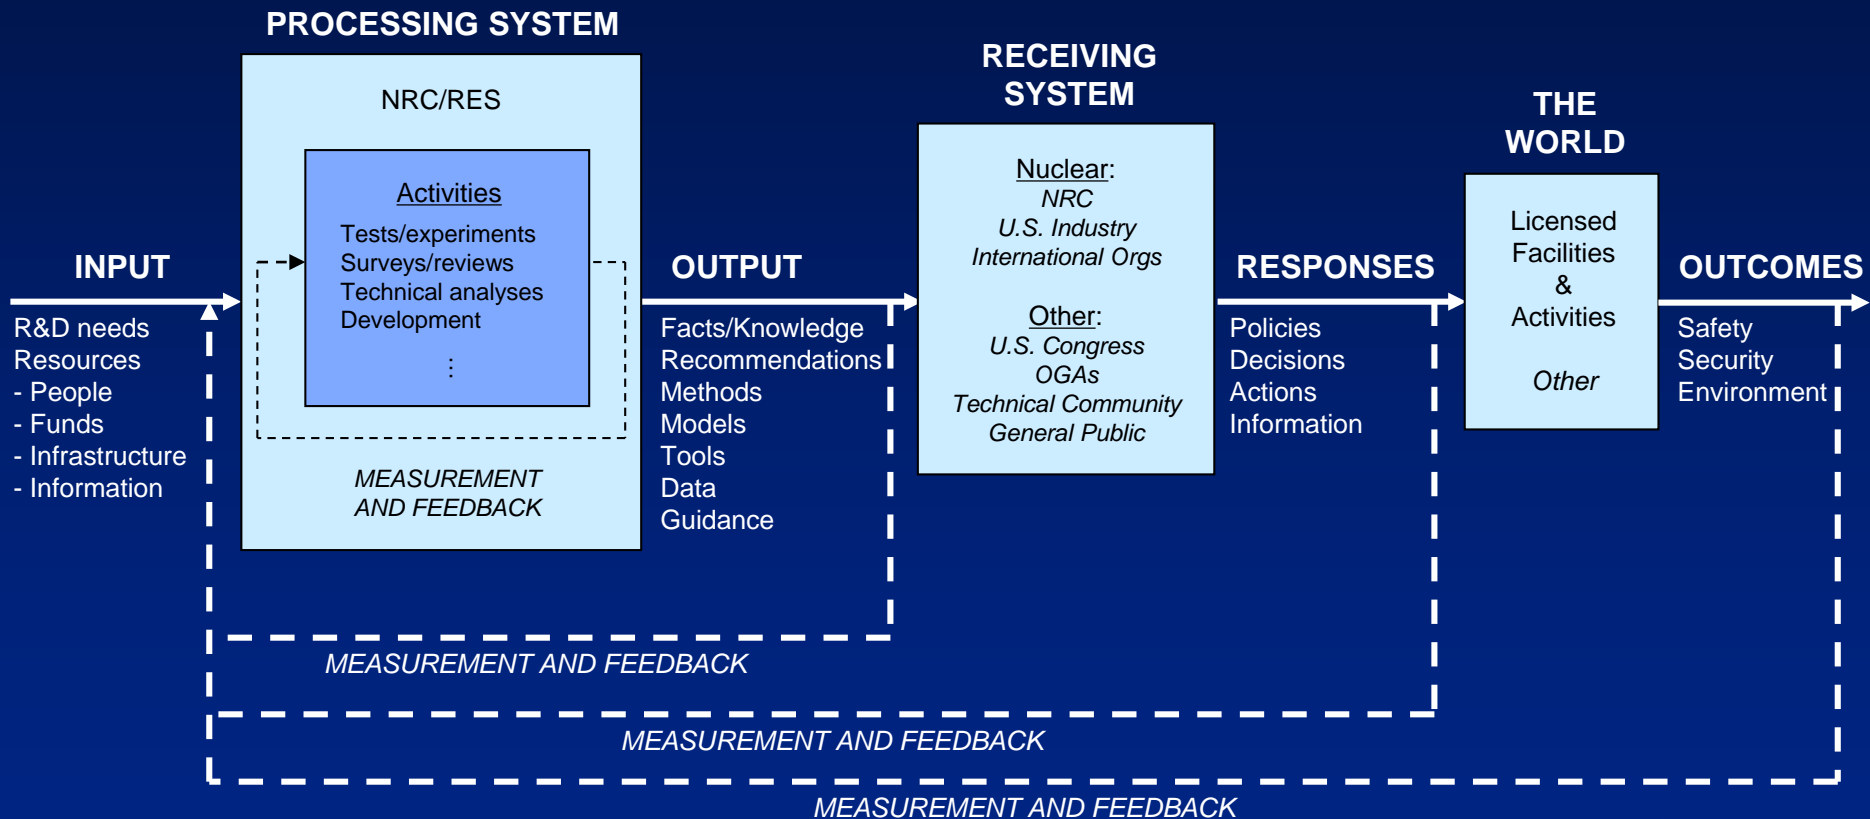 PROCESSING SYSTEM
NRC/RES
Activities
Tests/experiments
Surveys/reviews
Technical analyses
Development
⋮
MEASUREMENT
AND FEEDBACK
INPUT
R&D needs
Resources
- People
- Funds
- Infrastructure
- Information
OUTPUT
Facts/Knowledge
Recommendations
Methods
Models
Tools
Data
Guidance
RECEIVING
SYSTEM
Nuclear:
NRC
U.S. Industry
International Orgs
Other:
U.S. Congress
OGAs
Technical Community
General Public
RESPONSES
Policies
Decisions
Actions
Information
THE
WORLD
Licensed
Facilities
&
Activities
Other
OUTCOMES
Safety
Security
Environment
MEASUREMENT AND FEEDBACK
MEASUREMENT AND FEEDBACK
MEASUREMENT AND FEEDBACK